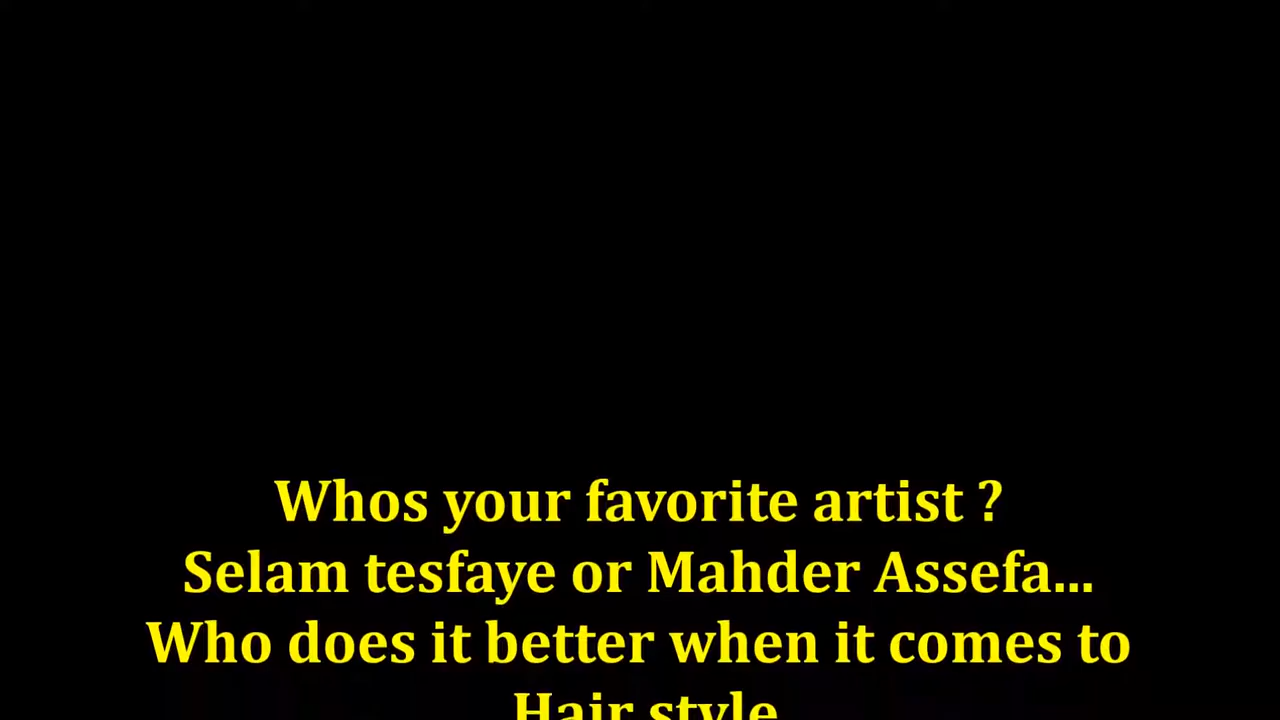 Whos your favorite artist ?
Selam tesfaye or Mahder Assefa...
Who does it better when it comes to
Hair style